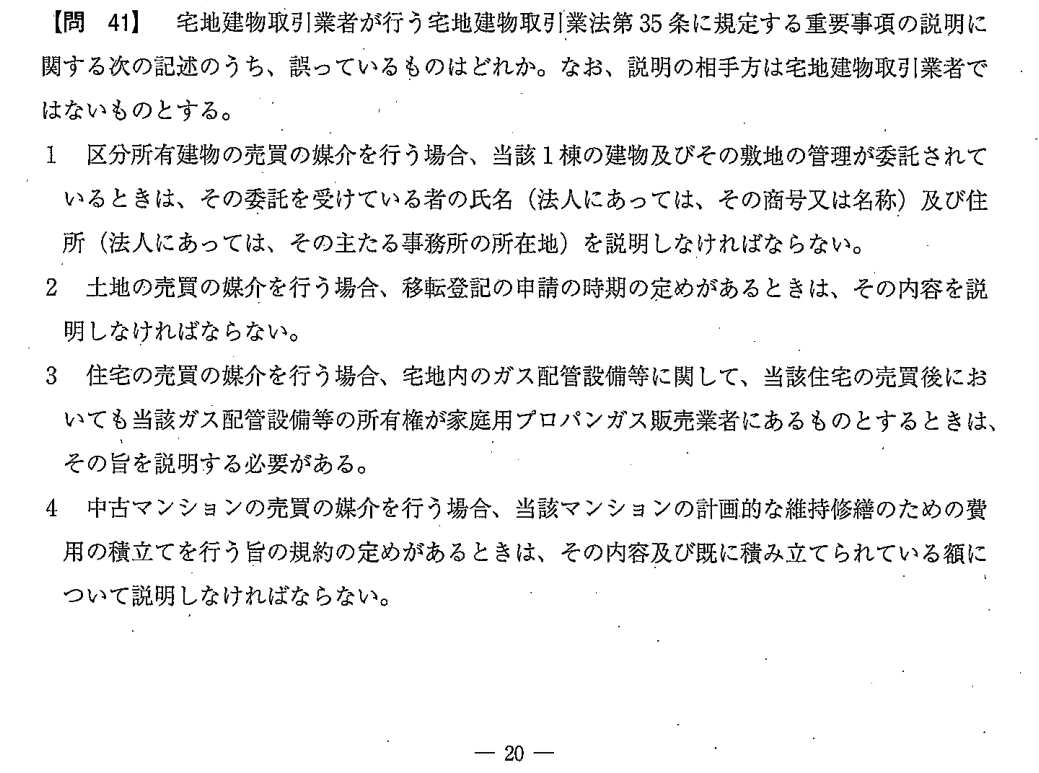 【問 41】 宅地建物取引業者が行う宅地建物取引業法第35条に規定する重要事項の説明に
関する次の記述のうち、誤っているものはどれか。なお、説明の相手方は宅地建物取引業者で
はないものとする。
1 区分所有建物の売買の媒介を行う場合、当該1棟の建物及びその敷地の管理が委託されて
いるときは、その委託を受けている者の氏名（法人にあっては、その商号又は名称）及び住
所（法人にあっては、その主たる事務所の所在地）を説明しなければならない。
2 土地の売買の媒介を行う場合、移転登記の申請の時期の定めがあるときは、その内容を説
明しなければならない。
3 住宅の売買の媒介を行う場合、宅地内のガス配管設備等に関して、当該住宅の売買後にお
いても当該ガス配管設備等の所有権が家庭用プロパンガス販売業者にあるものとするときは、
その旨を説明する必要がある。
4 中古マンションの売買の媒介を行う場合、当該マンションの計画的な維持修繕のための費
用の積立てを行う旨の規約の定めがあるときは、その内容及び既に積み立てられている額に
ついて説明しなければならない。
— 20 —